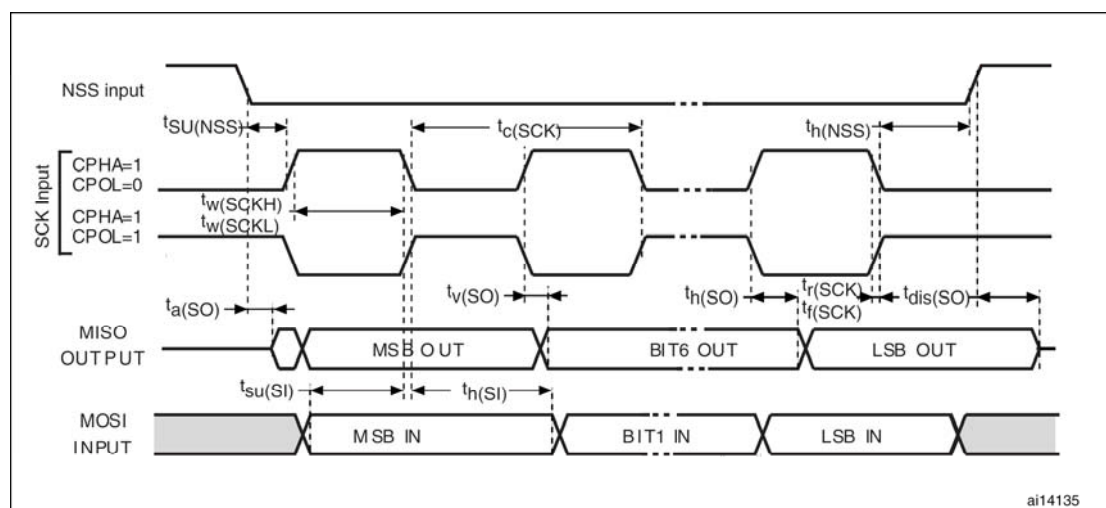 NSS input
tSU(NSS)
tc(SCK)
th(NSS)
SCK Input
CPHA=1
CPOL=0
tw(SCKH)
tw(SCKL)
CPHA=1
CPOL=1
ta(SO)
tv(SO)
th(SO)
tr(SCK)
tf(SCK)
tdis(SO)
MISO
OUTPUT
MSB OUT
BIT6 OUT
LSB OUT
tsu(SI)
th(SI)
MOSI
INPUT
MSB IN
BIT1 IN
LSB IN
ai14135